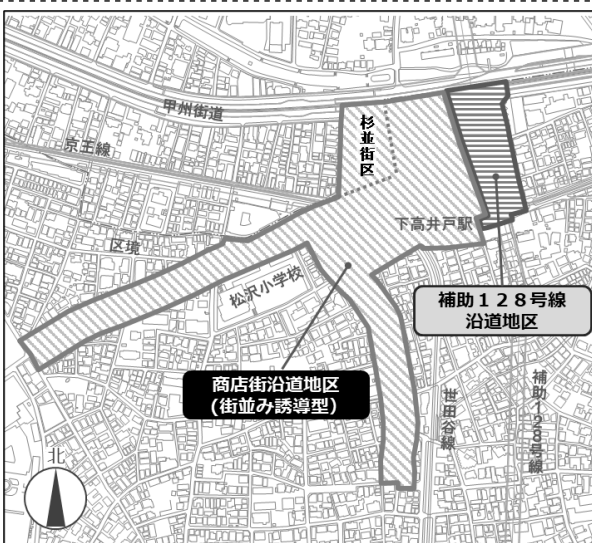 甲州街道
杉並街区
京王線
下高井戸駅
区境
松沢小学校
補助128号線
沿道地区
商店街沿道地区
(街並み誘導型)
世田谷線
補助128号線
北